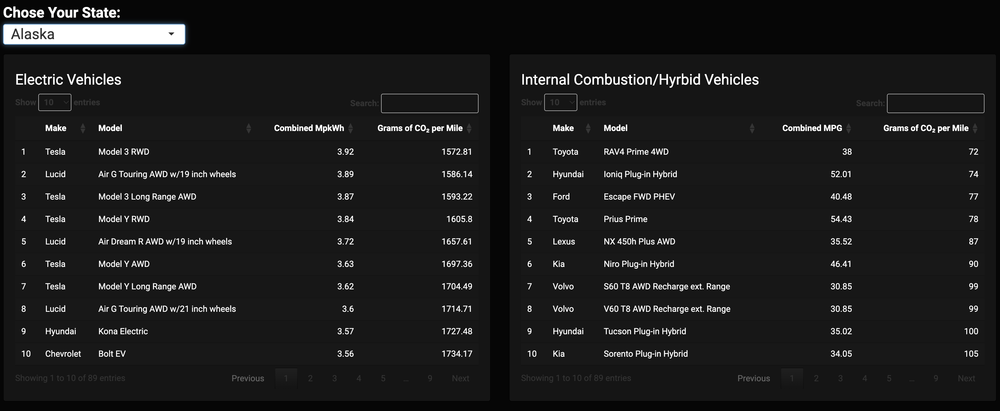 Chose Your State:
Alaska
Electric Vehicles
Show 10 entries
Search:
Make Model Combined MpkWh Grams of CO₂ per Mile
1 Tesla Model 3 RWD 3.92 1572.81
2 Lucid Air G Touring AWD w/19 inch wheels 3.89 1586.14
3 Tesla Model 3 Long Range AWD 3.87 1593.22
4 Tesla Model Y RWD 3.84 1605.8
5 Lucid Air Dream R AWD w/19 inch wheels 3.72 1657.61
6 Tesla Model Y AWD 3.63 1697.36
7 Tesla Model Y Long Range AWD 3.62 1704.49
8 Lucid Air G Touring AWD w/21 inch wheels 3.6 1714.71
9 Hyundai Kona Electric 3.57 1727.48
10 Chevrolet Bolt EV 3.56 1734.17
Showing 1 to 10 of 89 entries
Previous 1 2 3 4 5 … 9 Next
Internal Combustion/Hyrbid Vehicles
Show 10 entries
Search:
Make Model Combined MPG Grams of CO₂ per Mile
1 Toyota RAV4 Prime 4WD 38 72
2 Hyundai Ioniq Plug-in Hybrid 52.01 74
3 Ford Escape FWD PHEV 40.48 77
4 Toyota Prius Prime 54.43 78
5 Lexus NX 450h Plus AWD 35.52 87
6 Kia Niro Plug-in Hybrid 46.41 90
7 Volvo S60 T8 AWD Recharge ext. Range 30.85 99
8 Volvo V60 T8 AWD Recharge ext. Range 30.85 99
9 Hyundai Tucson Plug-in Hybrid 35.02 100
10 Kia Sorento Plug-in Hybrid 34.05 105
Showing 1 to 10 of 89 entries
Previous 1 2 3 4 5 … 9 Next